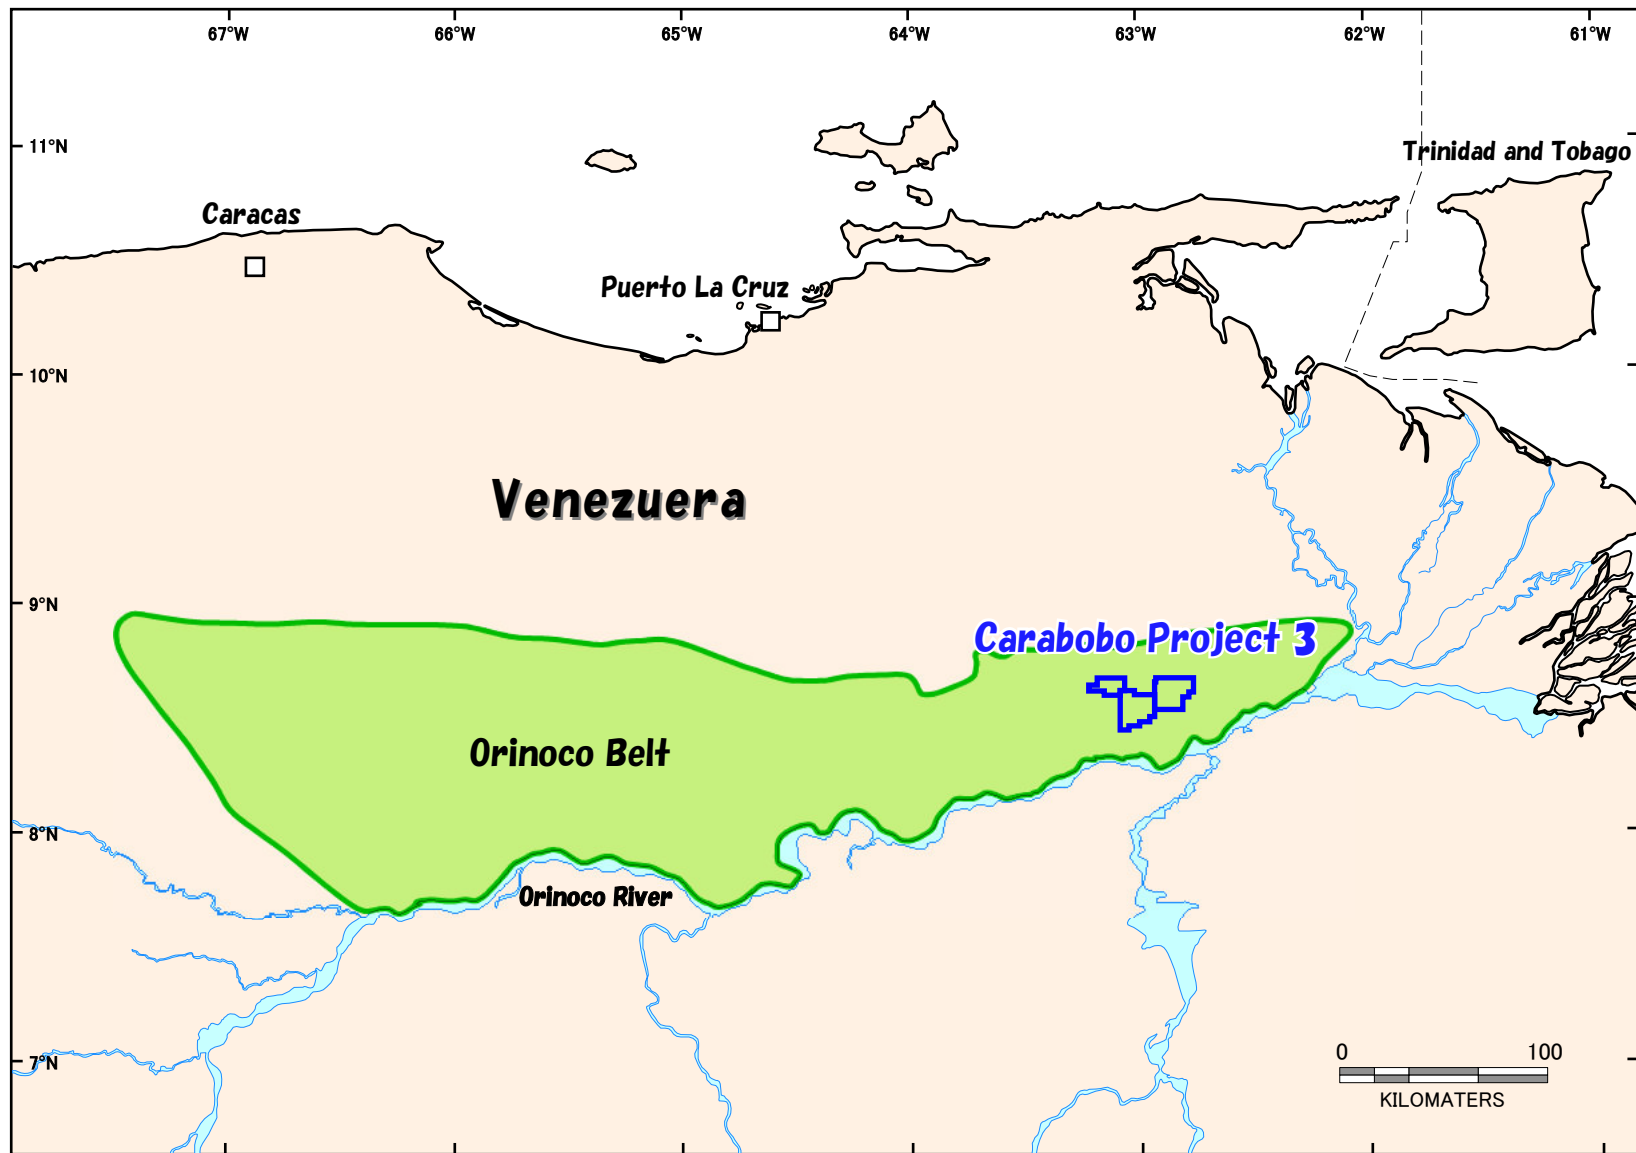 67°W 66°W 65°W 64°W 63°W 62°W 61°W
11°N
Trinidad and Tobago
Caracas
Puerto La Cruz
10°N
Venezuera
9°N
Carabobo Project 3
Orinoco Belt
8°N
Orinoco River
7°N
0 100
KILOMATERS